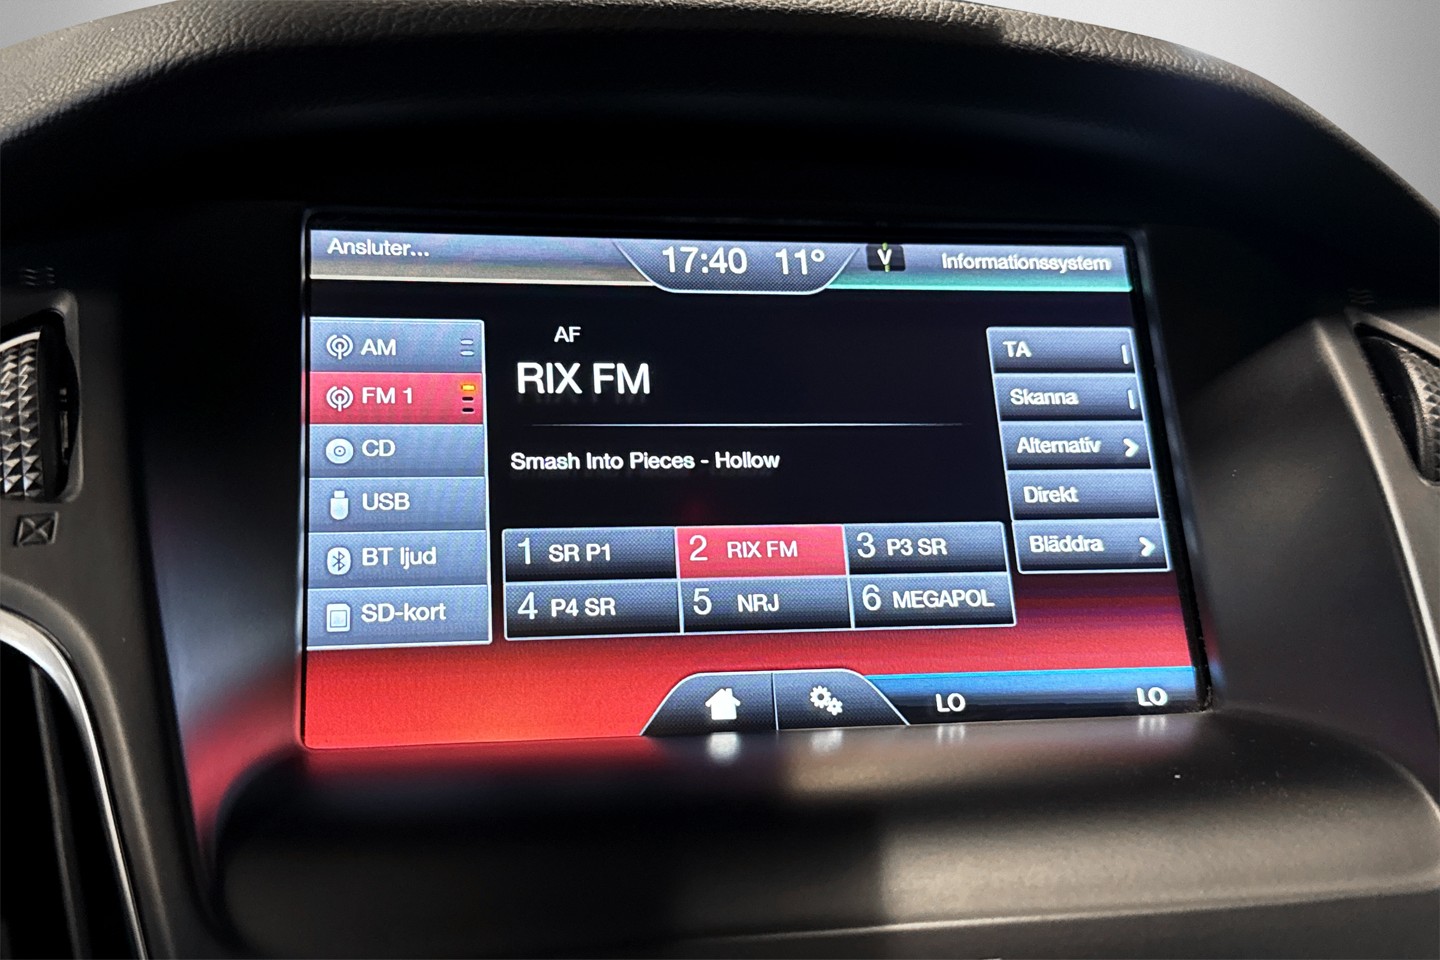 Ansluter... 17:40 11° V Informationssystem
AM
FM 1
CD
USB
BT ljud
SD-kort
AF
RIX FM
Smash Into Pieces - Hollow
1 SR P1 2 RIX FM 3 P3 SR
4 P4 SR 5 NRJ 6 MEGAPOL
TA
Skanna
Alternativ
Direkt
Bläddra
LO LO